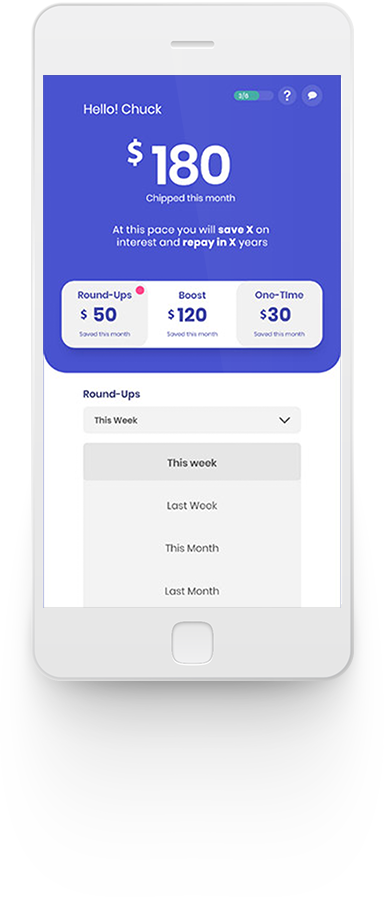 3/6
?
Hello! Chuck
$ 180
Chipped this month
At this pace you will save X on
interest and repay in X years
Round-Ups
$ 50
Saved this month
Boost
$ 120
Saved this month
One-Time
$ 30
Saved this month
Round-Ups
This Week
This week
Last Week
This Month
Last Month